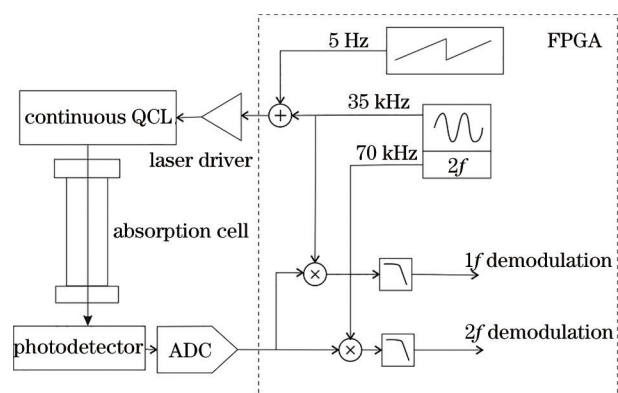 5 Hz
FPGA
continuous QCL
35 kHz
+
laser driver
70 kHz
2f
absorption cell
×
1f demodulation
photodetector
ADC
×
2f demodulation